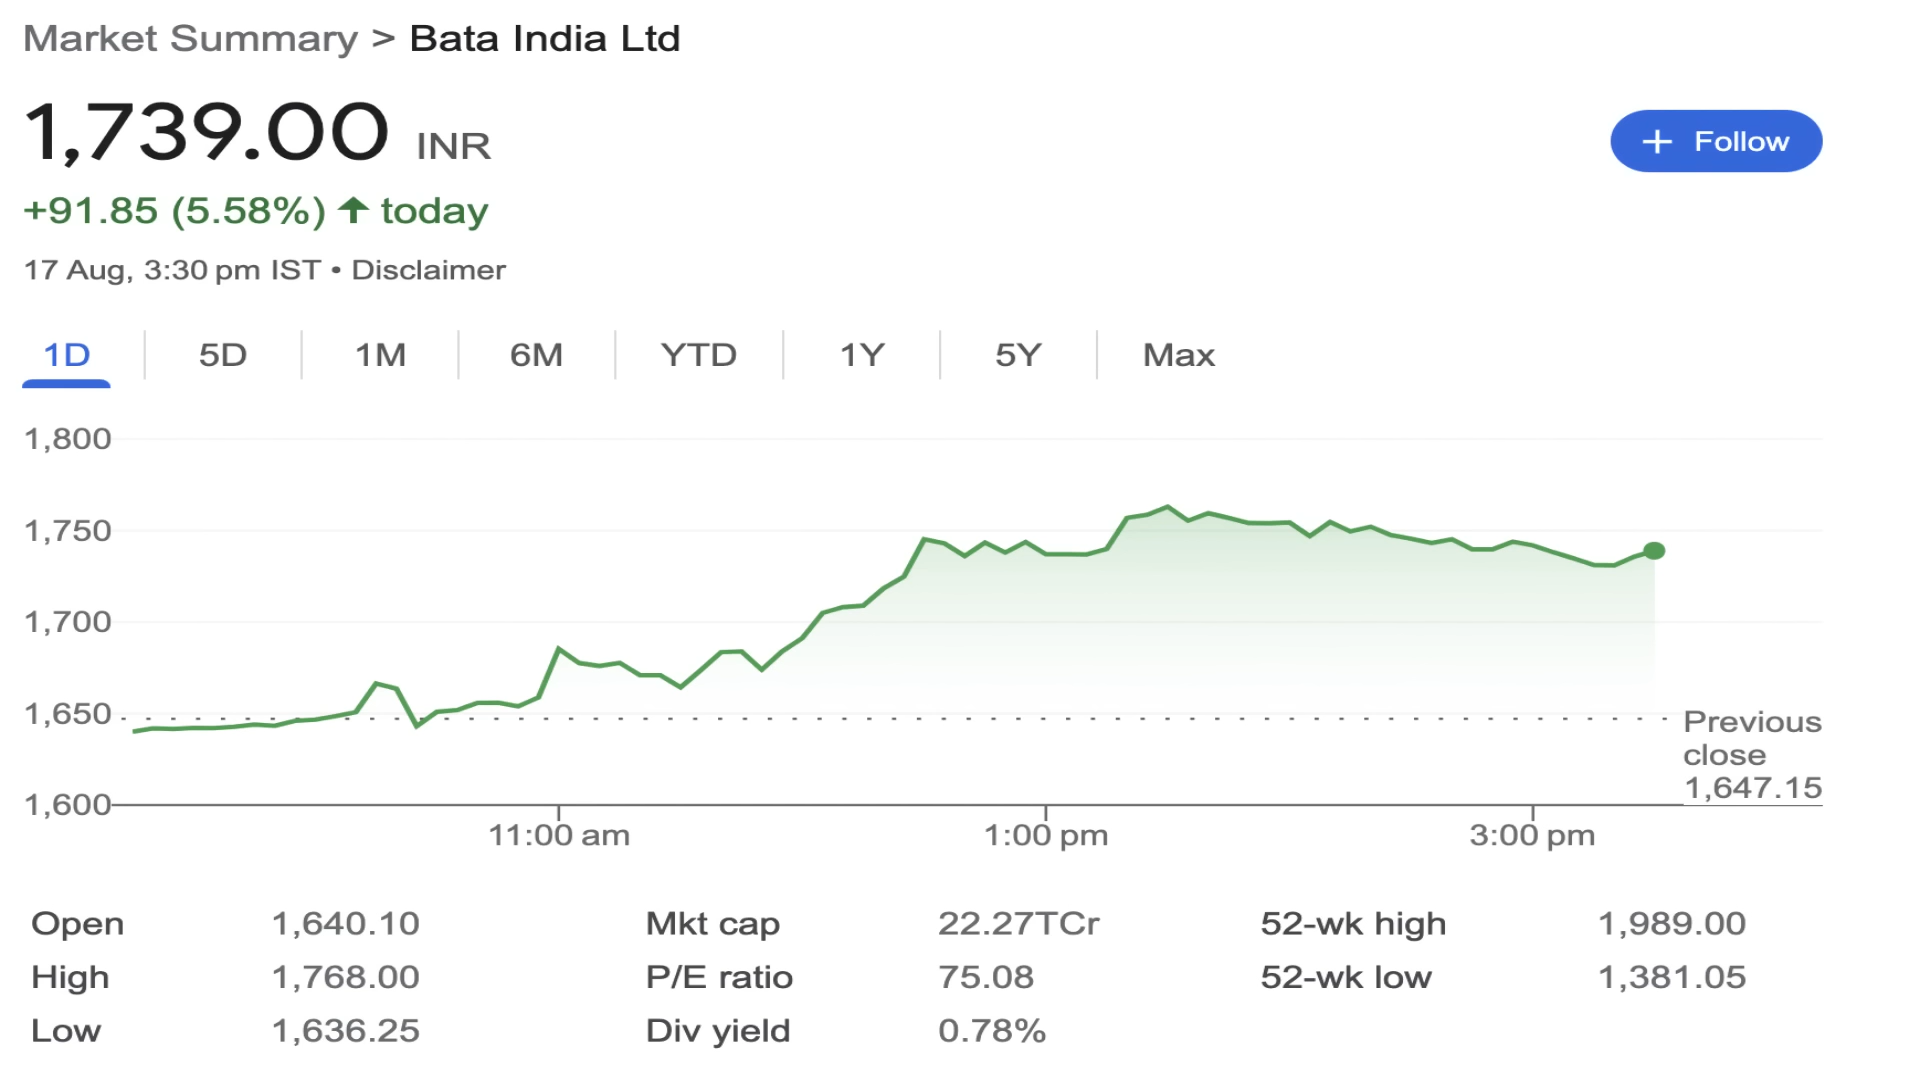 Market Summary > Bata India Ltd
1,739.00 INR
+ Follow
+91.85 (5.58%) ↑ today
17 Aug, 3:30 pm IST • Disclaimer
1D 5D 1M 6M YTD 1Y 5Y Max
1,800
1,750
1,700
1,650
Previous
close
1,647.15
1,600
11:00 am 1:00 pm 3:00 pm
Open 1,640.10 Mkt cap 22.27TCr 52-wk high 1,989.00
High 1,768.00 P/E ratio 75.08 52-wk low 1,381.05
Low 1,636.25 Div yield 0.78%